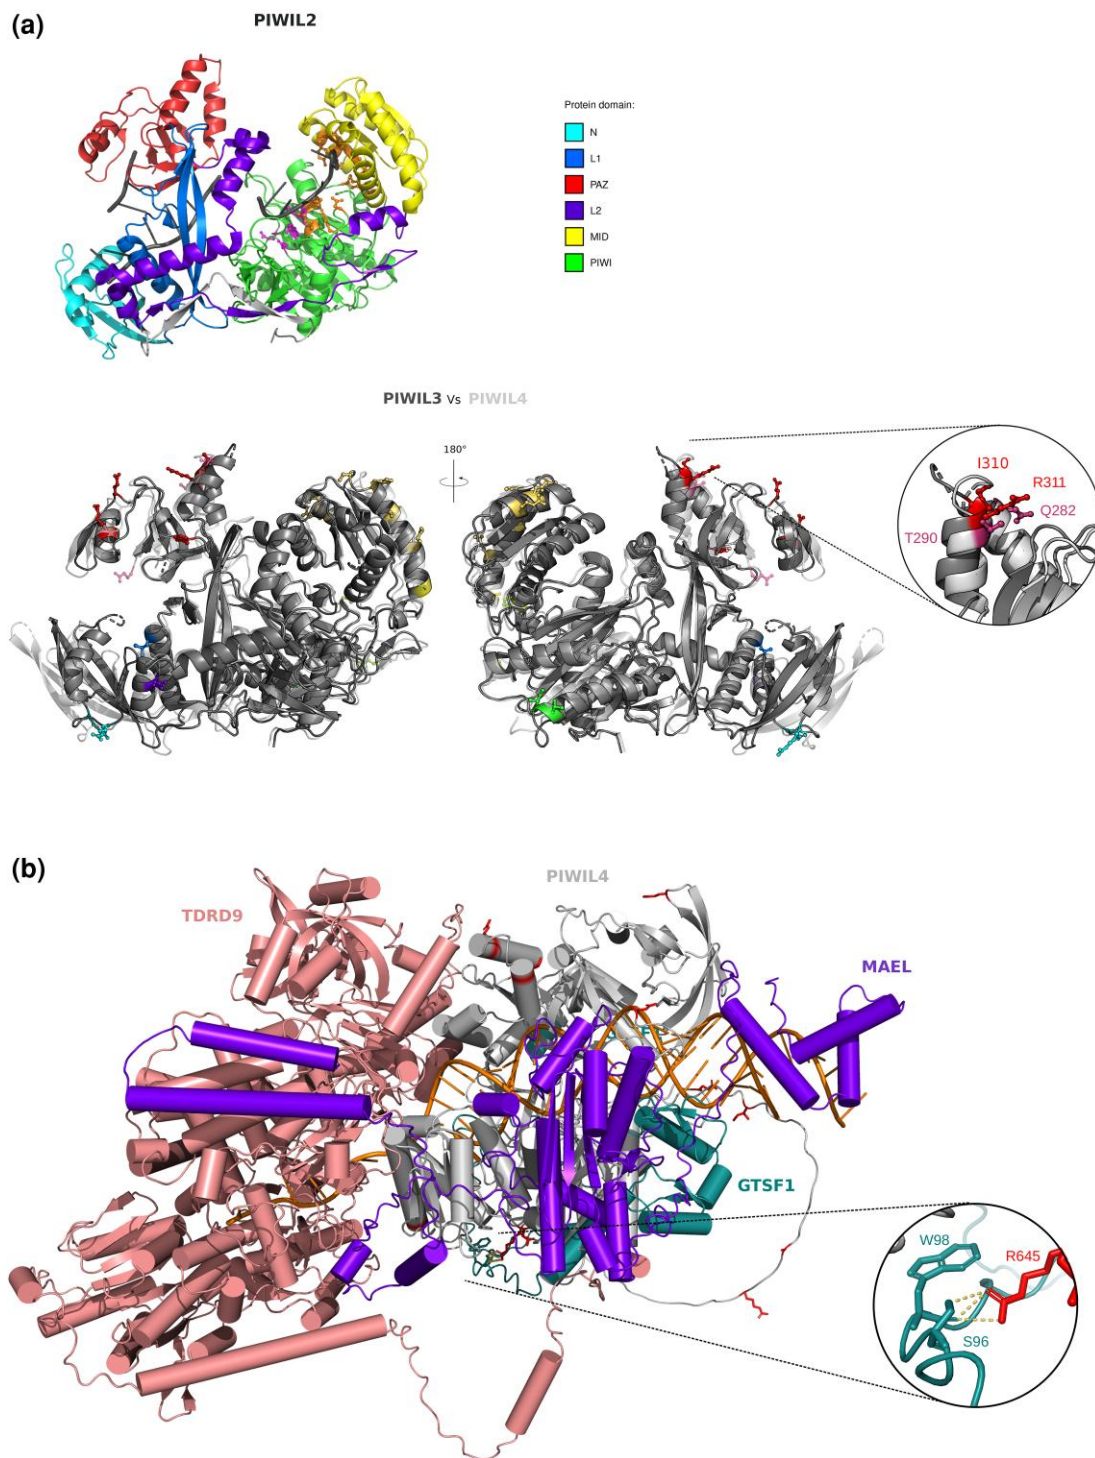 (a)
PIWIL2
Protein domain:
N
L1
PAZ
L2
MID
PIWI
PIWIL3 Vs PIWIL4
180°
I310
R311
Q282
T290
(b)
PIWIL4
TDRD9
MAEL
GTSF1
W98
R645
S96